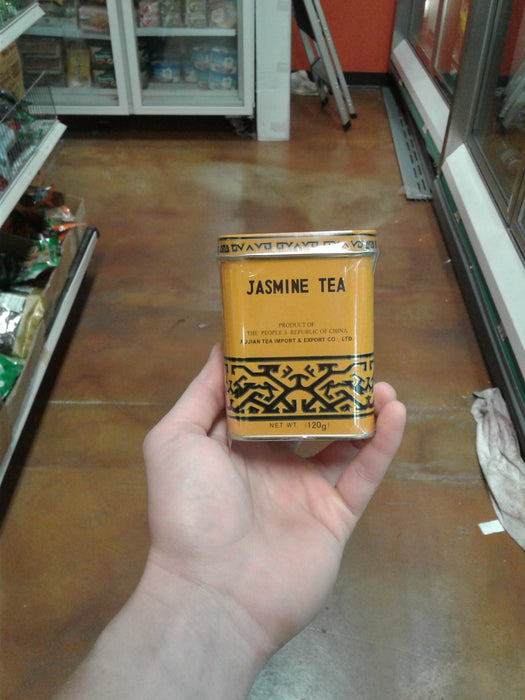 JASMINE TEA
PRODUCT OF
THE PEOPLE'S REPUBLIC OF CHINA
FUJIAN TEA IMPORT & EXPORT CO., LTD.
NET WT. (120g)